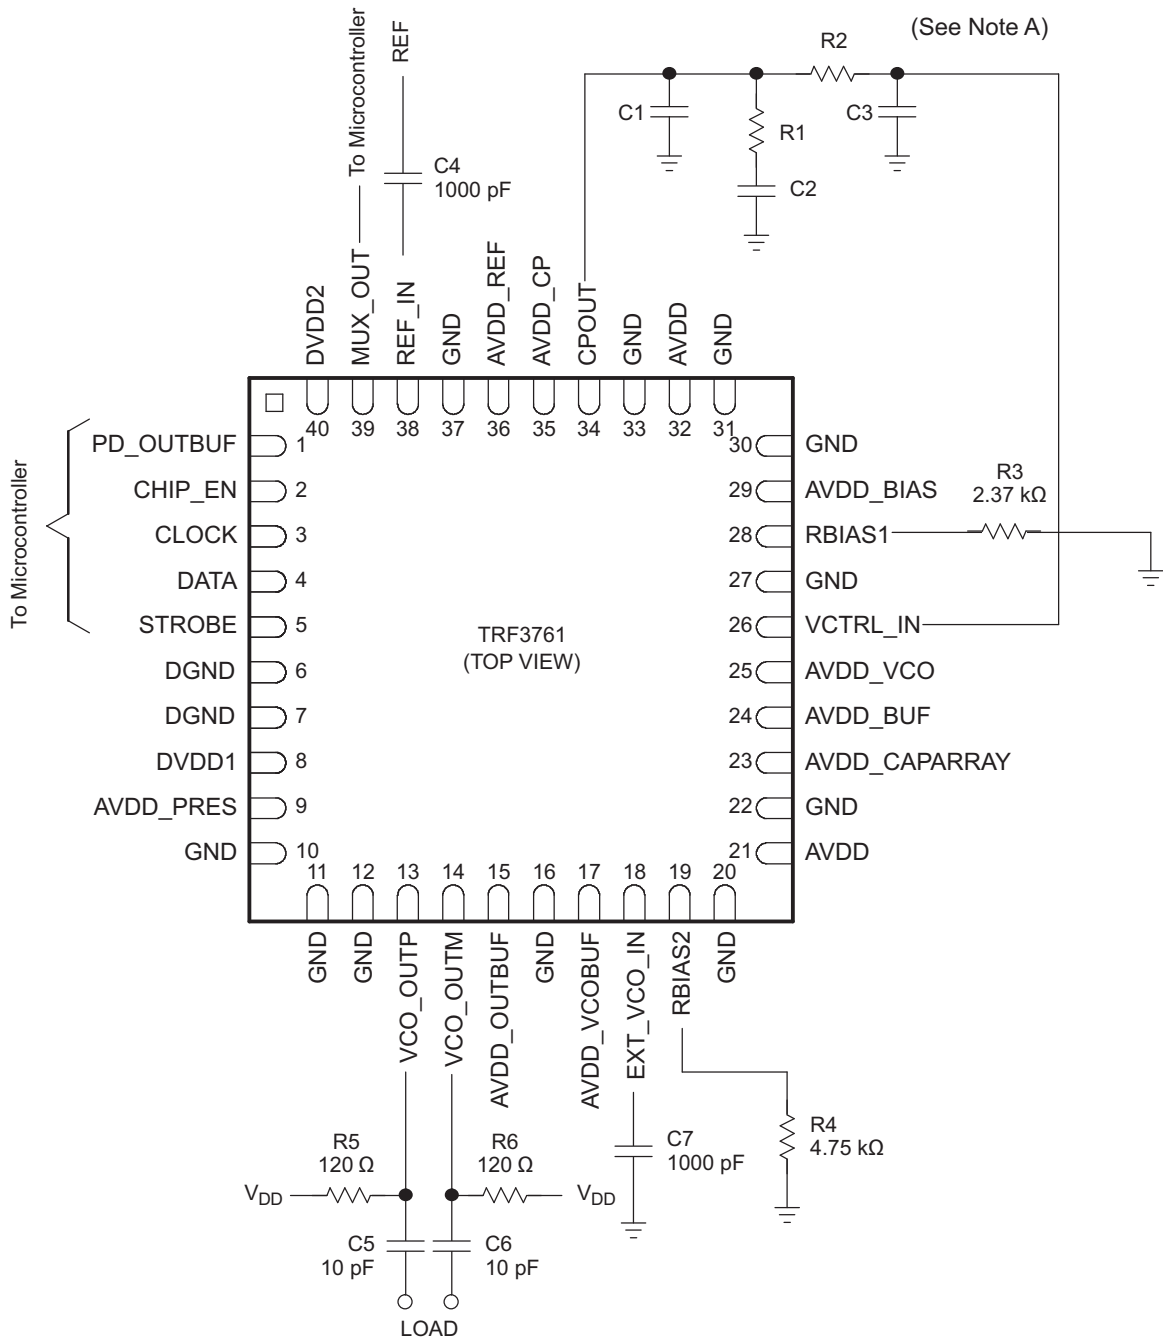 To Microcontroller
REF
(See Note A)
R2
C1
R1
C3
C2
C4
1000 pF
DVDD2
MUX_OUT
REF_IN
GND
AVDD_REF
AVDD_CP
CPOUT
GND
AVDD
GND
40
39
38
37
36
35
34
33
32
31
To Microcontroller
PD_OUTBUF 1
CHIP_EN 2
CLOCK 3
DATA 4
STROBE 5
DGND 6
DGND 7
DVDD1 8
AVDD_PRES 9
GND 10
TRF3761
(TOP VIEW)
30 GND
29 AVDD_BIAS
28 RBIAS1
27 GND
26 VCTRL_IN
25 AVDD_VCO
24 AVDD_BUF
23 AVDD_CAPARRAY
22 GND
21 AVDD
R3
2.37 kΩ
11
12
13
14
15
16
17
18
19
20
GND
GND
VCO_OUTP
VCO_OUTM
AVDD_OUTBUF
GND
AVDD_VCOBUF
EXT_VCO_IN
RBIAS2
GND
R5
120 Ω
R6
120 Ω
C7
1000 pF
R4
4.75 kΩ
VDD
VDD
C5
10 pF
C6
10 pF
LOAD